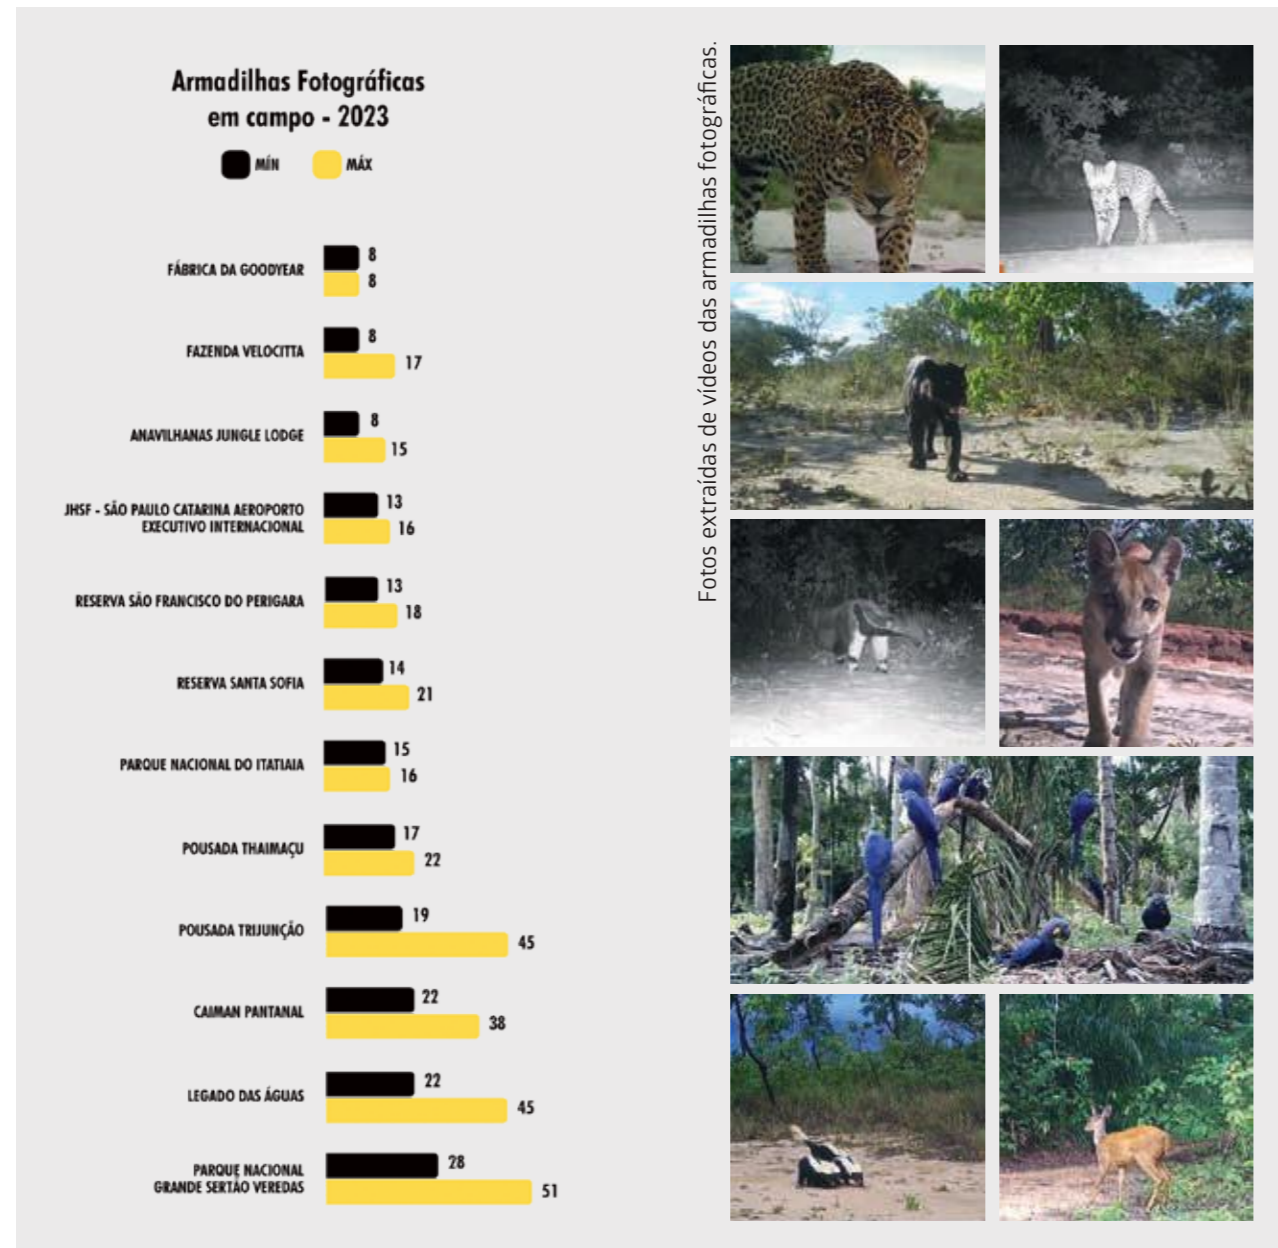 Armadilhas Fotográficas
em campo - 2023
MÍN
MÁX
FÁBRICA DA GOODYEAR
8
8
FAZENDA VELOCITTA
8
17
ANAVILHANAS JUNGLE LODGE
8
15
JHSF - SÃO PAULO CATARINA AEROPORTO
EXECUTIVO INTERNACIONAL
13
16
RESERVA SÃO FRANCISCO DO PERIGARA
13
18
RESERVA SANTA SOFIA
14
21
PARQUE NACIONAL DO ITATIAIA
15
16
POUSADA THAIMAÇU
17
22
POUSADA TRIJUNÇÃO
19
45
CAIMAN PANTANAL
22
38
LEGADO DAS ÁGUAS
22
45
PARQUE NACIONAL
GRANDE SERTÃO VEREDAS
28
51
Fotos extraídas de vídeos das armadilhas fotográficas.